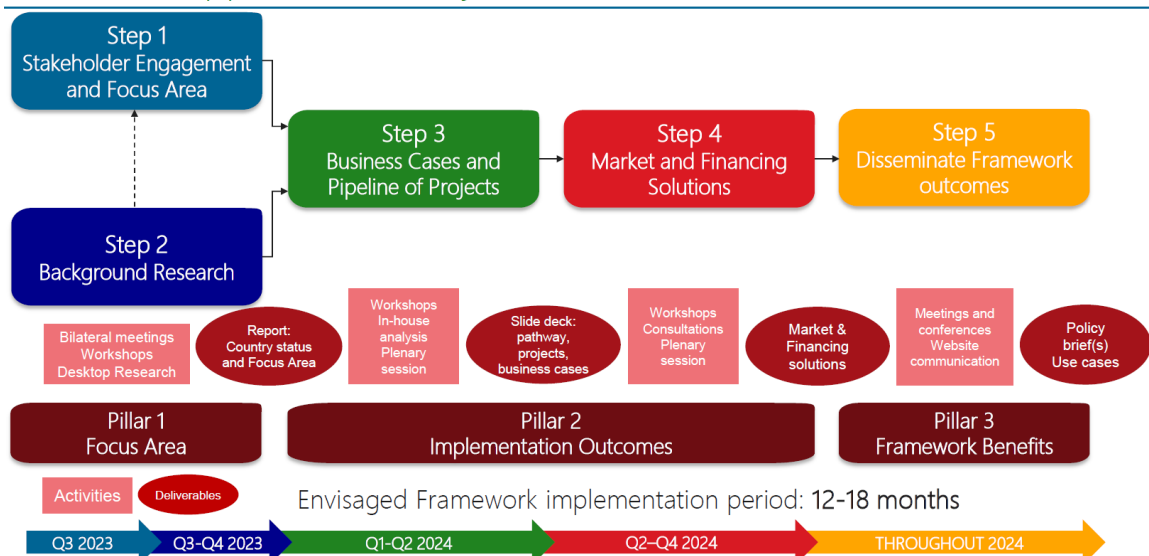 Step 1
Stakeholder Engagement
and Focus Area
Step 2
Background Research
Step 3
Business Cases and
Pipeline of Projects
Step 4
Market and Financing
Solutions
Step 5
Disseminate Framework
outcomes
Bilateral meetings
Workshops
Desktop Research
Report:
Country status
and Focus Area
Workshops
In-house
analysis
Plenary
session
Slide deck:
pathway,
projects,
business cases
Workshops
Consultations
Plenary
session
Market &
Financing
solutions
Meetings and
conferences
Website
communication
Policy
brief(s)
Use cases
Pillar 1
Focus Area
Pillar 2
Implementation Outcomes
Pillar 3
Framework Benefits
Activities
Deliverables
Envisaged Framework implementation period: 12-18 months
Q3 2023
Q3-Q4 2023
Q1-Q2 2024
Q2–Q4 2024
THROUGHOUT 2024